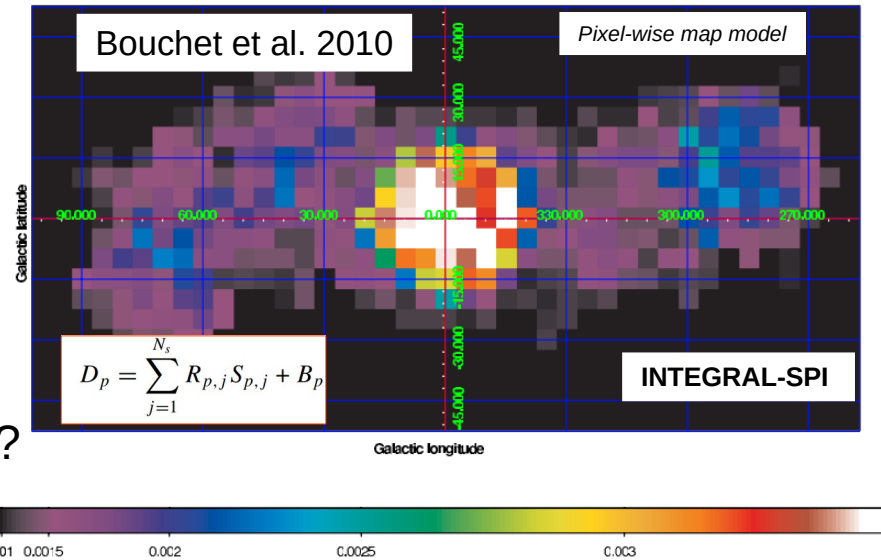 Bouchet et al. 2010
Pixel-wise map model
45.000
30.000
15.000
90.000 60.000 30.000 0.000 330.000 300.000 270.000
-15.000
-30.000
-45.000
Galactic latitude
D_p = \sum_{j=1}^{N_s} R_{p,j} S_{p,j} + B_p
INTEGRAL-SPI
?
Galactic longitude
01 0.0015 0.002 0.0025 0.003